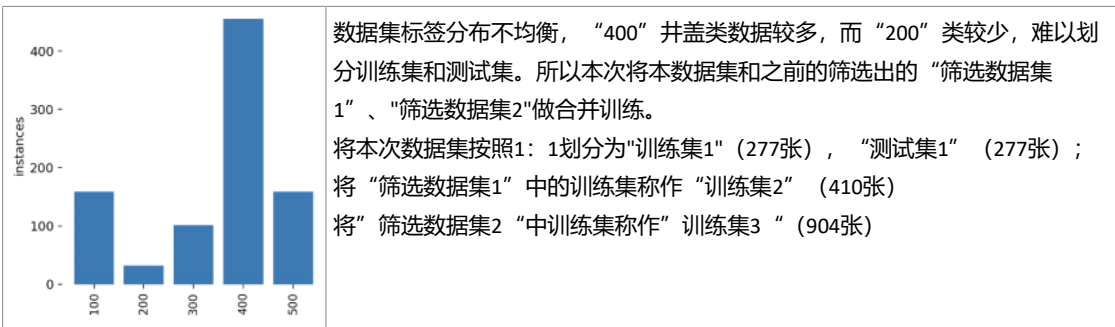 400
300
200
100
0
instances
100
200
300
400
500
数据集标签分布不均衡，“400”井盖类数据较多，而“200”类较少，难以划
分训练集和测试集。所以本次将本数据集和之前的筛选出的“筛选数据集
1”、"筛选数据集2"做合并训练。
将本次数据集按照1：1划分为"训练集1"（277张），“测试集1”（277张）；
将“筛选数据集1”中的训练集称作“训练集2”（410张）
将”筛选数据集2“中训练集称作”训练集3“（904张）